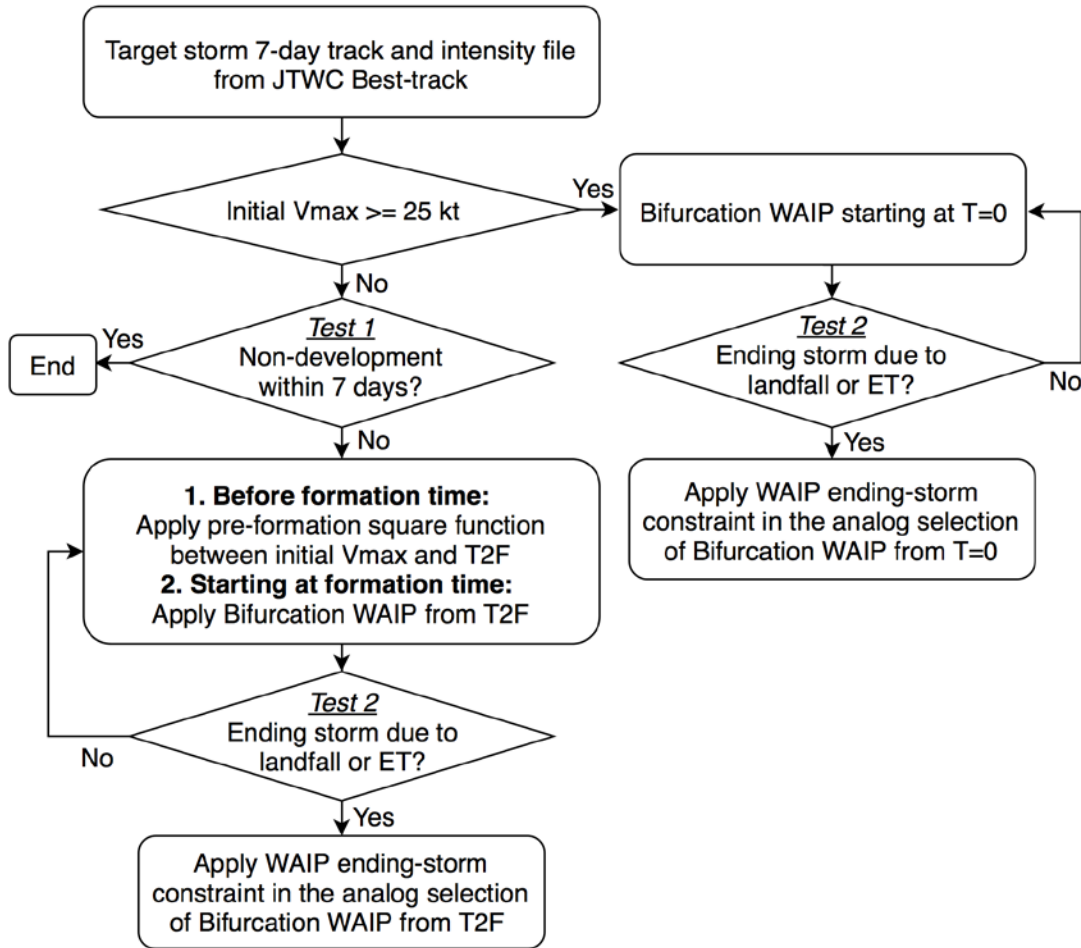 Target storm 7-day track and intensity file
from JTWC Best-track
Initial Vmax >= 25 kt
Yes
Bifurcation WAIP starting at T=0
No
Test 1
Non-development
within 7 days?
Yes
End
No
Test 2
Ending storm due to
landfall or ET?
No
Yes
Apply WAIP ending-storm
constraint in the analog selection
of Bifurcation WAIP from T=0
1. Before formation time:
Apply pre-formation square function
between initial Vmax and T2F
2. Starting at formation time:
Apply Bifurcation WAIP from T2F
Test 2
Ending storm due to
landfall or ET?
No
Yes
Apply WAIP ending-storm
constraint in the analog selection
of Bifurcation WAIP from T2F